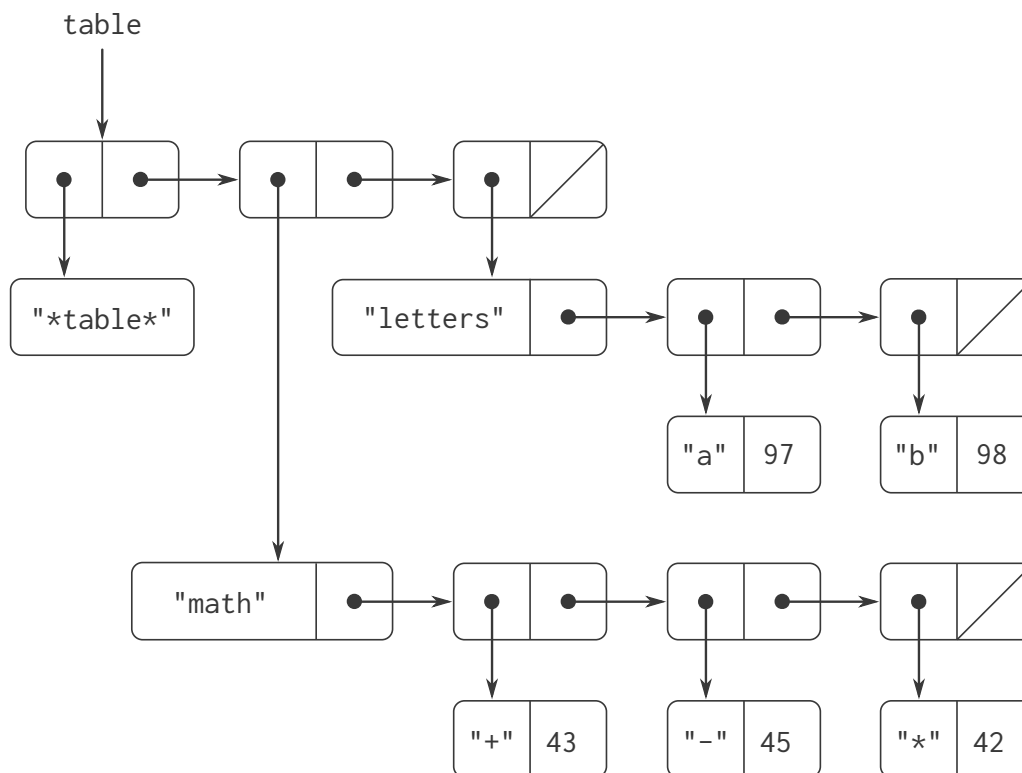 table
"*table*"
"letters"
"a" 97
"b" 98
"math"
"+" 43
"-" 45
"*" 42